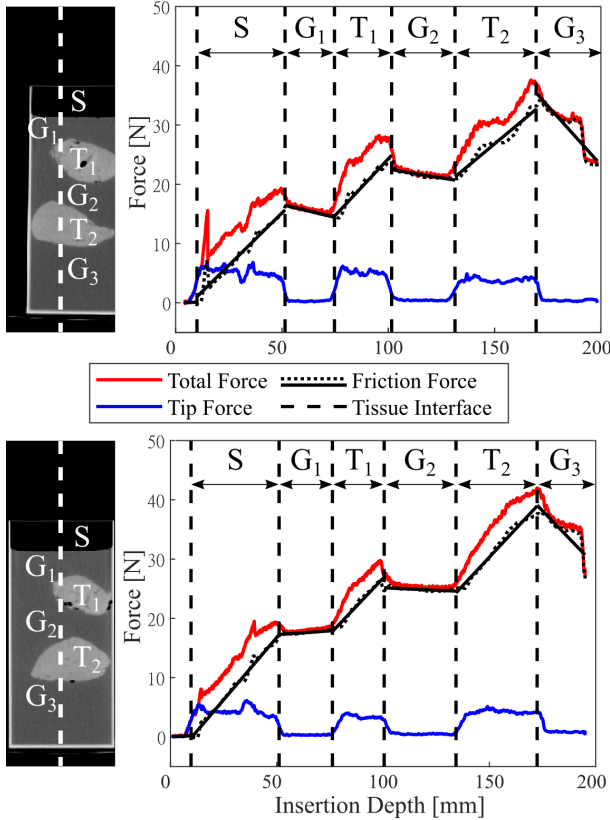 S G₁ T₁ G₂ T₂ G₃
50
40
30
20
10
0
Force [N]
0 50 100 150 200
S
G₁
T₁
G₂
T₂
G₃
Total Force Friction Force
Tip Force Tissue Interface
S G₁ T₁ G₂ T₂ G₃
50
40
30
20
10
0
Force [N]
0 50 100 150 200
Insertion Depth [mm]
S
G₁
T₁
G₂
T₂
G₃